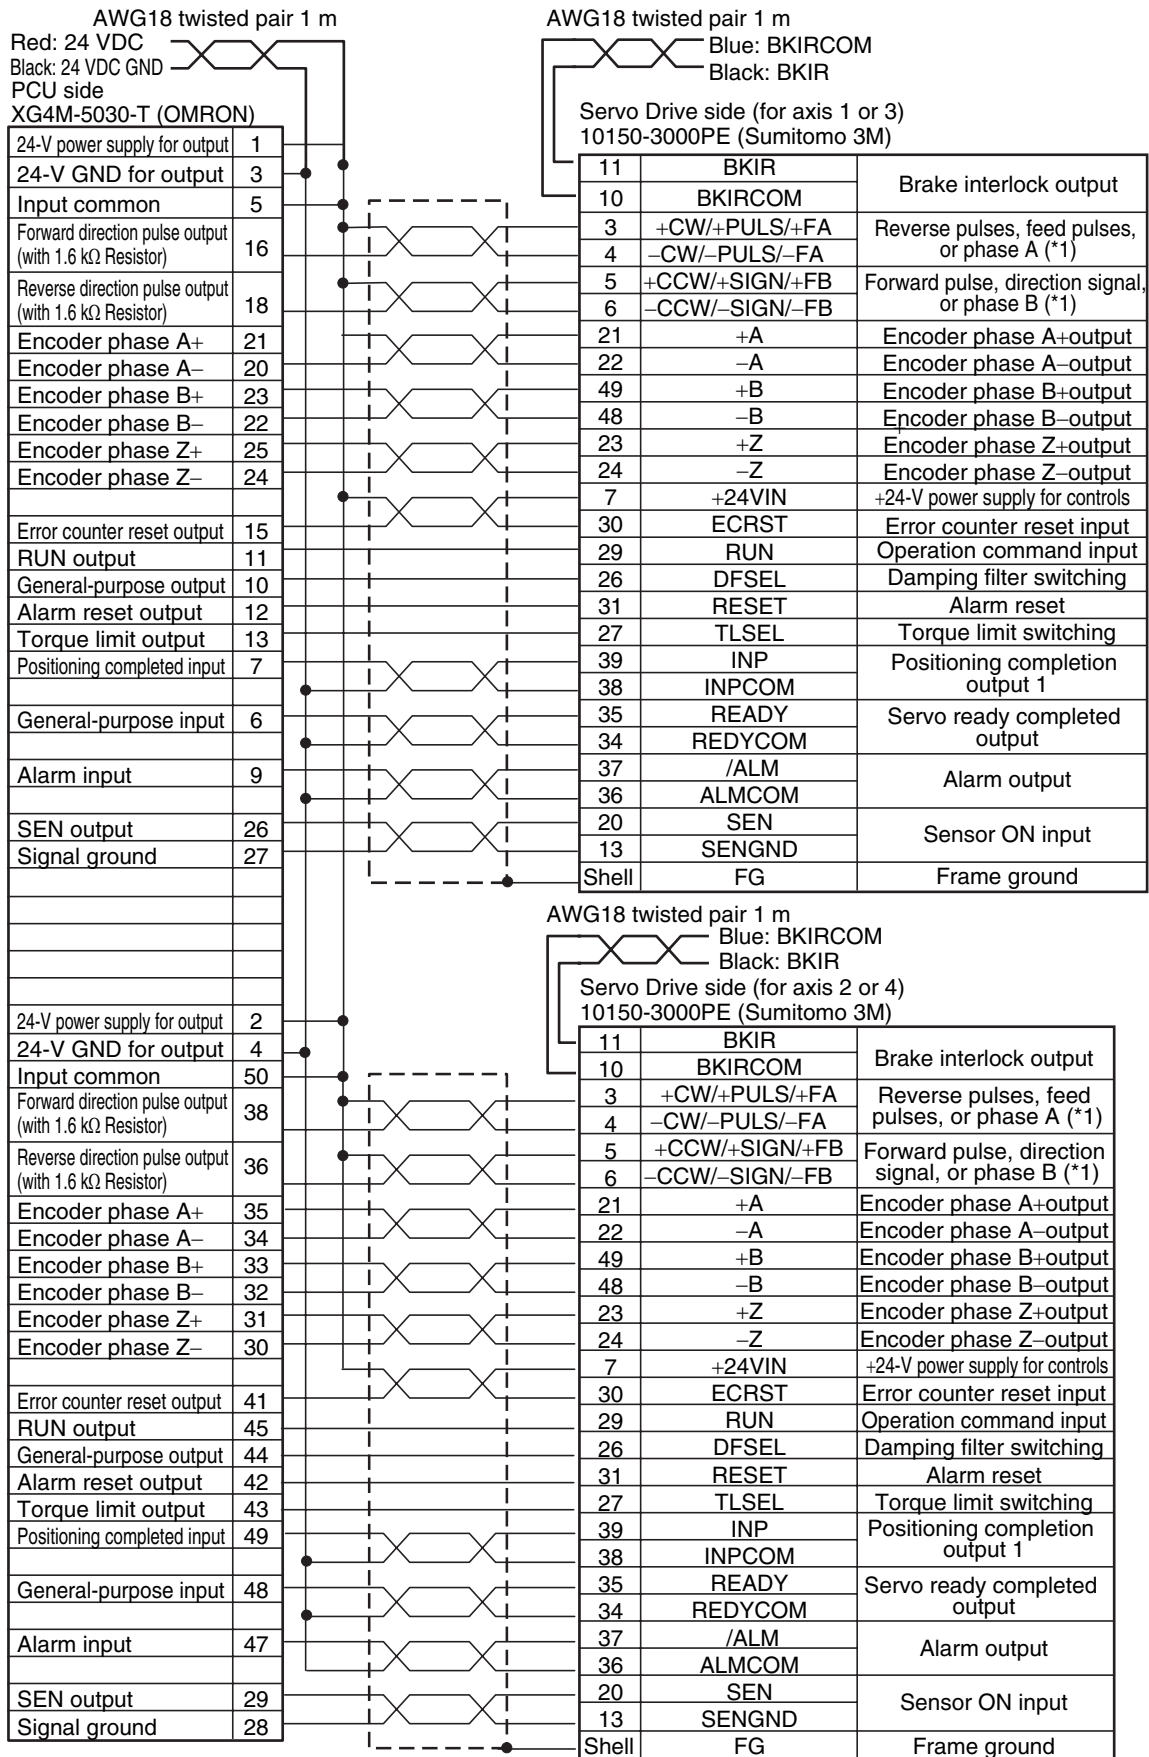 AWG18 twisted pair 1 m
Red: 24 VDC
Black: 24 VDC GND
PCU side
XG4M-5030-T (OMRON)
24-V power supply for output 1
24-V GND for output 3
Input common 5
Forward direction pulse output
(with 1.6 kΩ Resistor) 16
Reverse direction pulse output
(with 1.6 kΩ Resistor) 18
Encoder phase A+ 21
Encoder phase A− 20
Encoder phase B+ 23
Encoder phase B− 22
Encoder phase Z+ 25
Encoder phase Z− 24
Error counter reset output 15
RUN output 11
General-purpose output 10
Alarm reset output 12
Torque limit output 13
Positioning completed input 7
General-purpose input 6
Alarm input 9
SEN output 26
Signal ground 27
24-V power supply for output 2
24-V GND for output 4
Input common 50
Forward direction pulse output
(with 1.6 kΩ Resistor) 38
Reverse direction pulse output
(with 1.6 kΩ Resistor) 36
Encoder phase A+ 35
Encoder phase A− 34
Encoder phase B+ 33
Encoder phase B− 32
Encoder phase Z+ 31
Encoder phase Z− 30
Error counter reset output 41
RUN output 45
General-purpose output 44
Alarm reset output 42
Torque limit output 43
Positioning completed input 49
General-purpose input 48
Alarm input 47
SEN output 29
Signal ground 28
AWG18 twisted pair 1 m
Blue: BKIRCOM
Black: BKIR
Servo Drive side (for axis 1 or 3)
10150-3000PE (Sumitomo 3M)
11 BKIR
Brake interlock output
10 BKIRCOM
3 +CW/+PULS/+FA Reverse pulses, feed pulses,
4 −CW/−PULS/−FA or phase A (*1)
5 +CCW/+SIGN/+FB Forward pulse, direction signal,
6 −CCW/−SIGN/−FB or phase B (*1)
21 +A Encoder phase A+output
22 −A Encoder phase A−output
49 +B Encoder phase B+output
48 −B Encoder phase B−output
23 +Z Encoder phase Z+output
24 −Z Encoder phase Z−output
7 +24VIN +24-V power supply for controls
30 ECRST Error counter reset input
29 RUN Operation command input
26 DFSEL Damping filter switching
31 RESET Alarm reset
27 TLSEL Torque limit switching
39 INP Positioning completion
38 INPCOM output 1
35 READY Servo ready completed
34 REDYCOM output
37 /ALM
Alarm output
36 ALMCOM
20 SEN
Sensor ON input
13 SENGND
Shell FG Frame ground
AWG18 twisted pair 1 m
Blue: BKIRCOM
Black: BKIR
Servo Drive side (for axis 2 or 4)
10150-3000PE (Sumitomo 3M)
11 BKIR
Brake interlock output
10 BKIRCOM
3 +CW/+PULS/+FA Reverse pulses, feed
4 −CW/−PULS/−FA pulses, or phase A (*1)
5 +CCW/+SIGN/+FB Forward pulse, direction
6 −CCW/−SIGN/−FB signal, or phase B (*1)
21 +A Encoder phase A+output
22 −A Encoder phase A−output
49 +B Encoder phase B+output
48 −B Encoder phase B−output
23 +Z Encoder phase Z+output
24 −Z Encoder phase Z−output
7 +24VIN +24-V power supply for controls
30 ECRST Error counter reset input
29 RUN Operation command input
26 DFSEL Damping filter switching
31 RESET Alarm reset
27 TLSEL Torque limit switching
39 INP Positioning completion
38 INPCOM output 1
35 READY Servo ready completed
34 REDYCOM output
37 /ALM
Alarm output
36 ALMCOM
20 SEN
Sensor ON input
13 SENGND
Shell FG Frame ground